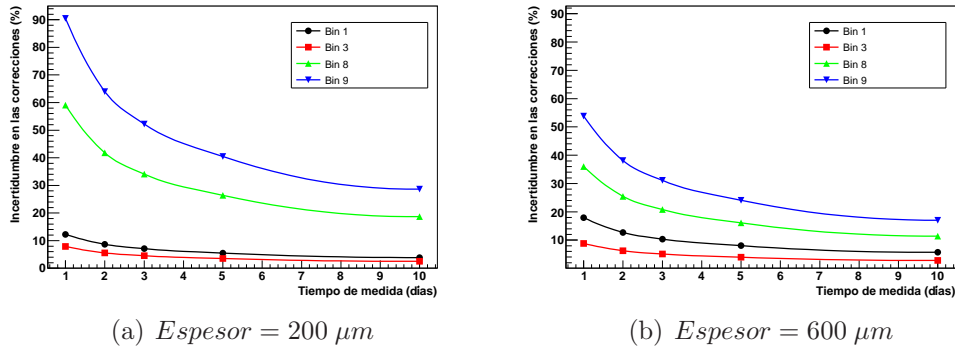 Incertidumbre en las correcciones (%)
90
80
70
60
50
40
30
20
10
0
Bin 1
Bin 3
Bin 8
Bin 9
1 2 3 4 5 6 7 8 9 10
Tiempo de medida (días)
(a) Espesor = 200 μm
Incertidumbre en las correcciones (%)
90
80
70
60
50
40
30
20
10
0
Bin 1
Bin 3
Bin 8
Bin 9
1 2 3 4 5 6 7 8 9 10
Tiempo de medida (días)
(b) Espesor = 600 μm